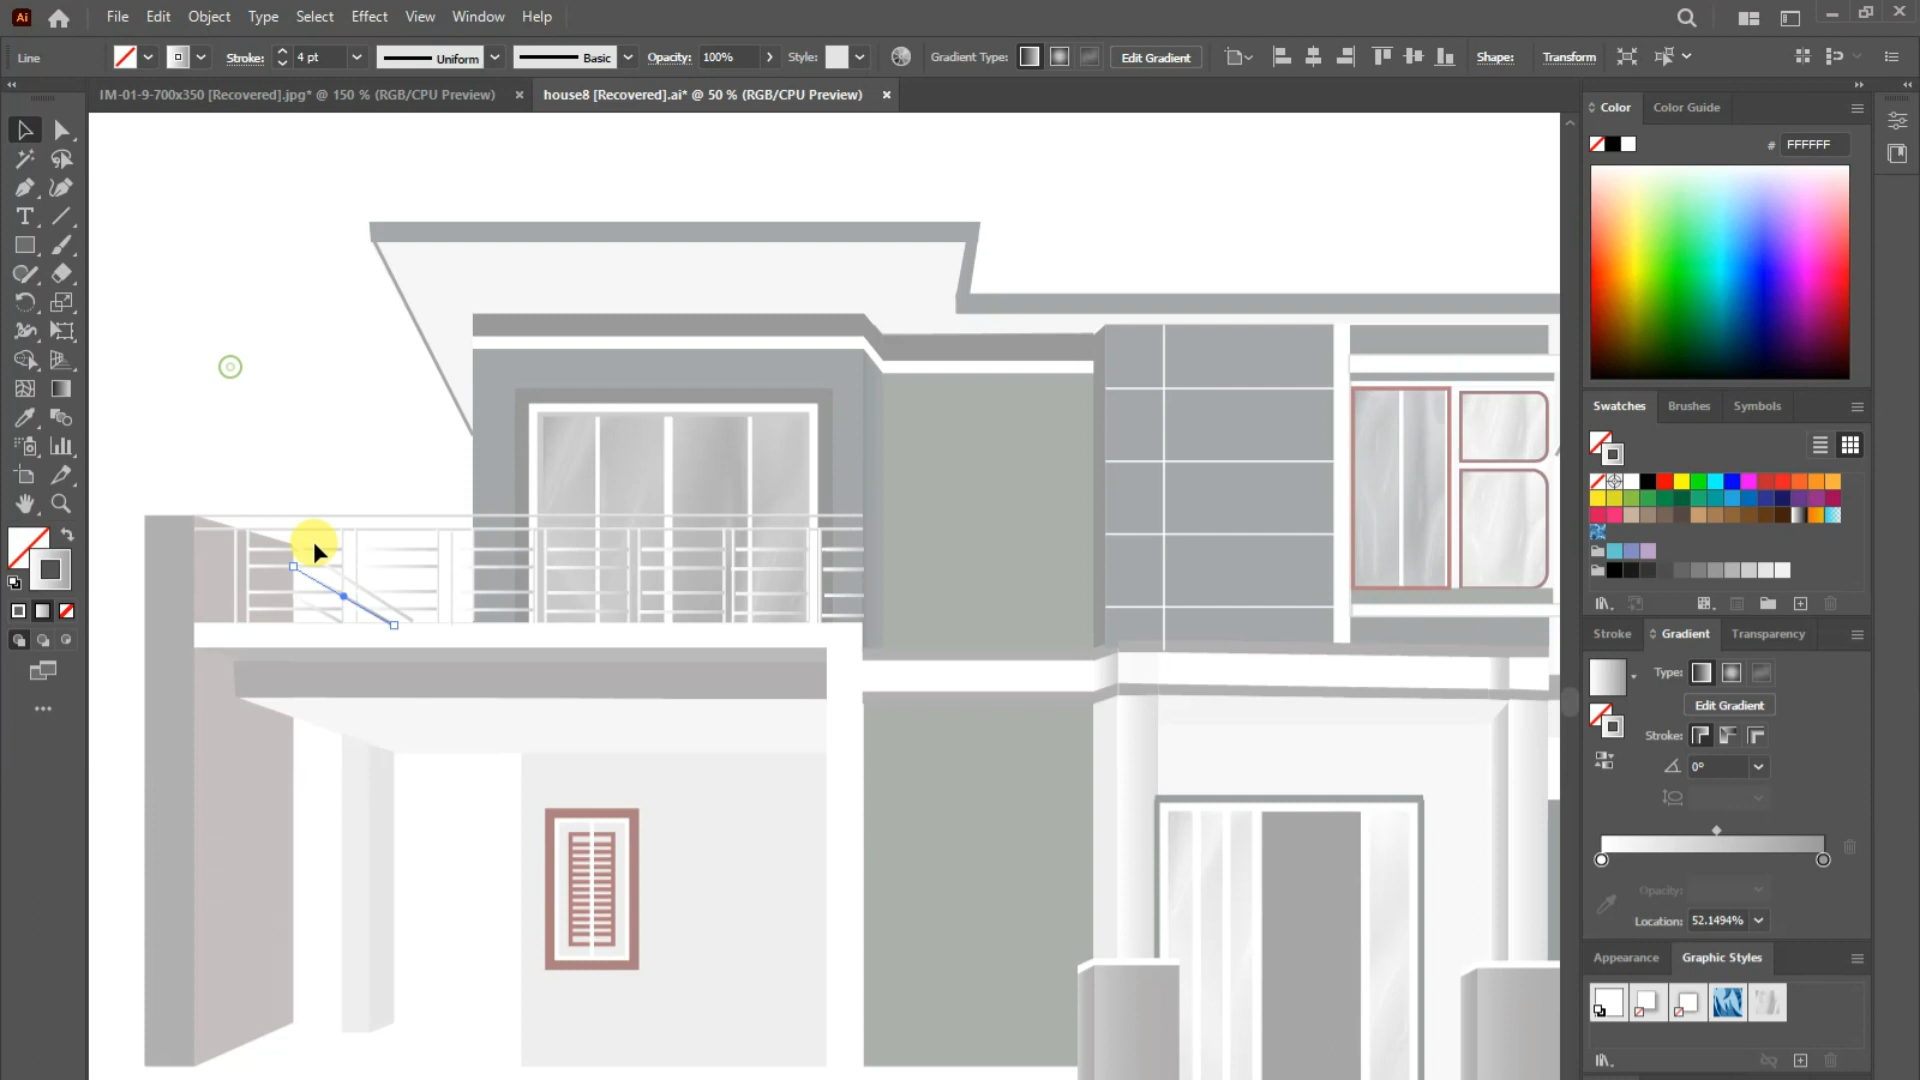 Ai File Edit Object Type Select Effect View Window Help
Line Stroke: 4 pt Uniform Basic Opacity: 100% Style: Gradient Type: Edit Gradient Shape: Transform
IM-01-9-700x350 [Recovered].jpg* @ 150 % (RGB/CPU Preview) × house8 [Recovered].ai* @ 50 % (RGB/CPU Preview) ×
Color Color Guide
# FFFFFF
Swatches Brushes Symbols
Stroke Gradient Transparency
Type:
Edit Gradient
Stroke:
0°
Opacity:
Location: 52.1494%
Appearance Graphic Styles